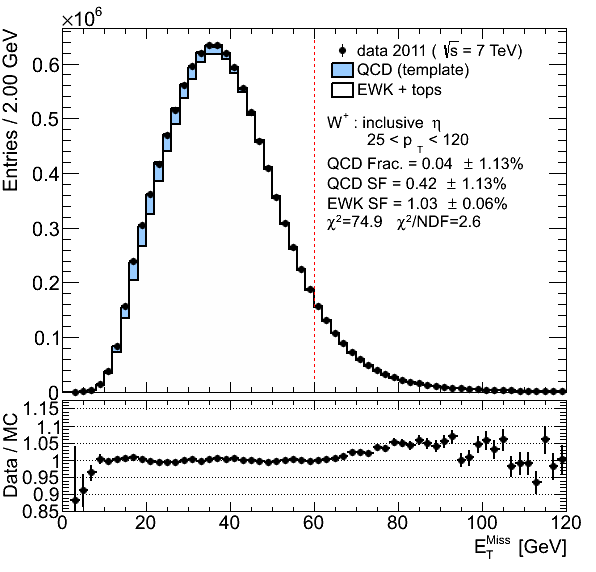 ×10⁶
Entries / 2.00 GeV
0.6
0.5
0.4
0.3
0.2
0.1
0
data 2011 ( √s = 7 TeV)
QCD (template)
EWK + tops
W⁺ : inclusive η
25 < p_T < 120
QCD Frac. = 0.04 ± 1.13%
QCD SF = 0.42 ± 1.13%
EWK SF = 1.03 ± 0.06%
χ²=74.9 χ²/NDF=2.6
Data / MC
1.15
1.1
1.05
1
0.95
0.9
0.85
0 20 40 60 80 100 120
E_T^Miss [GeV]